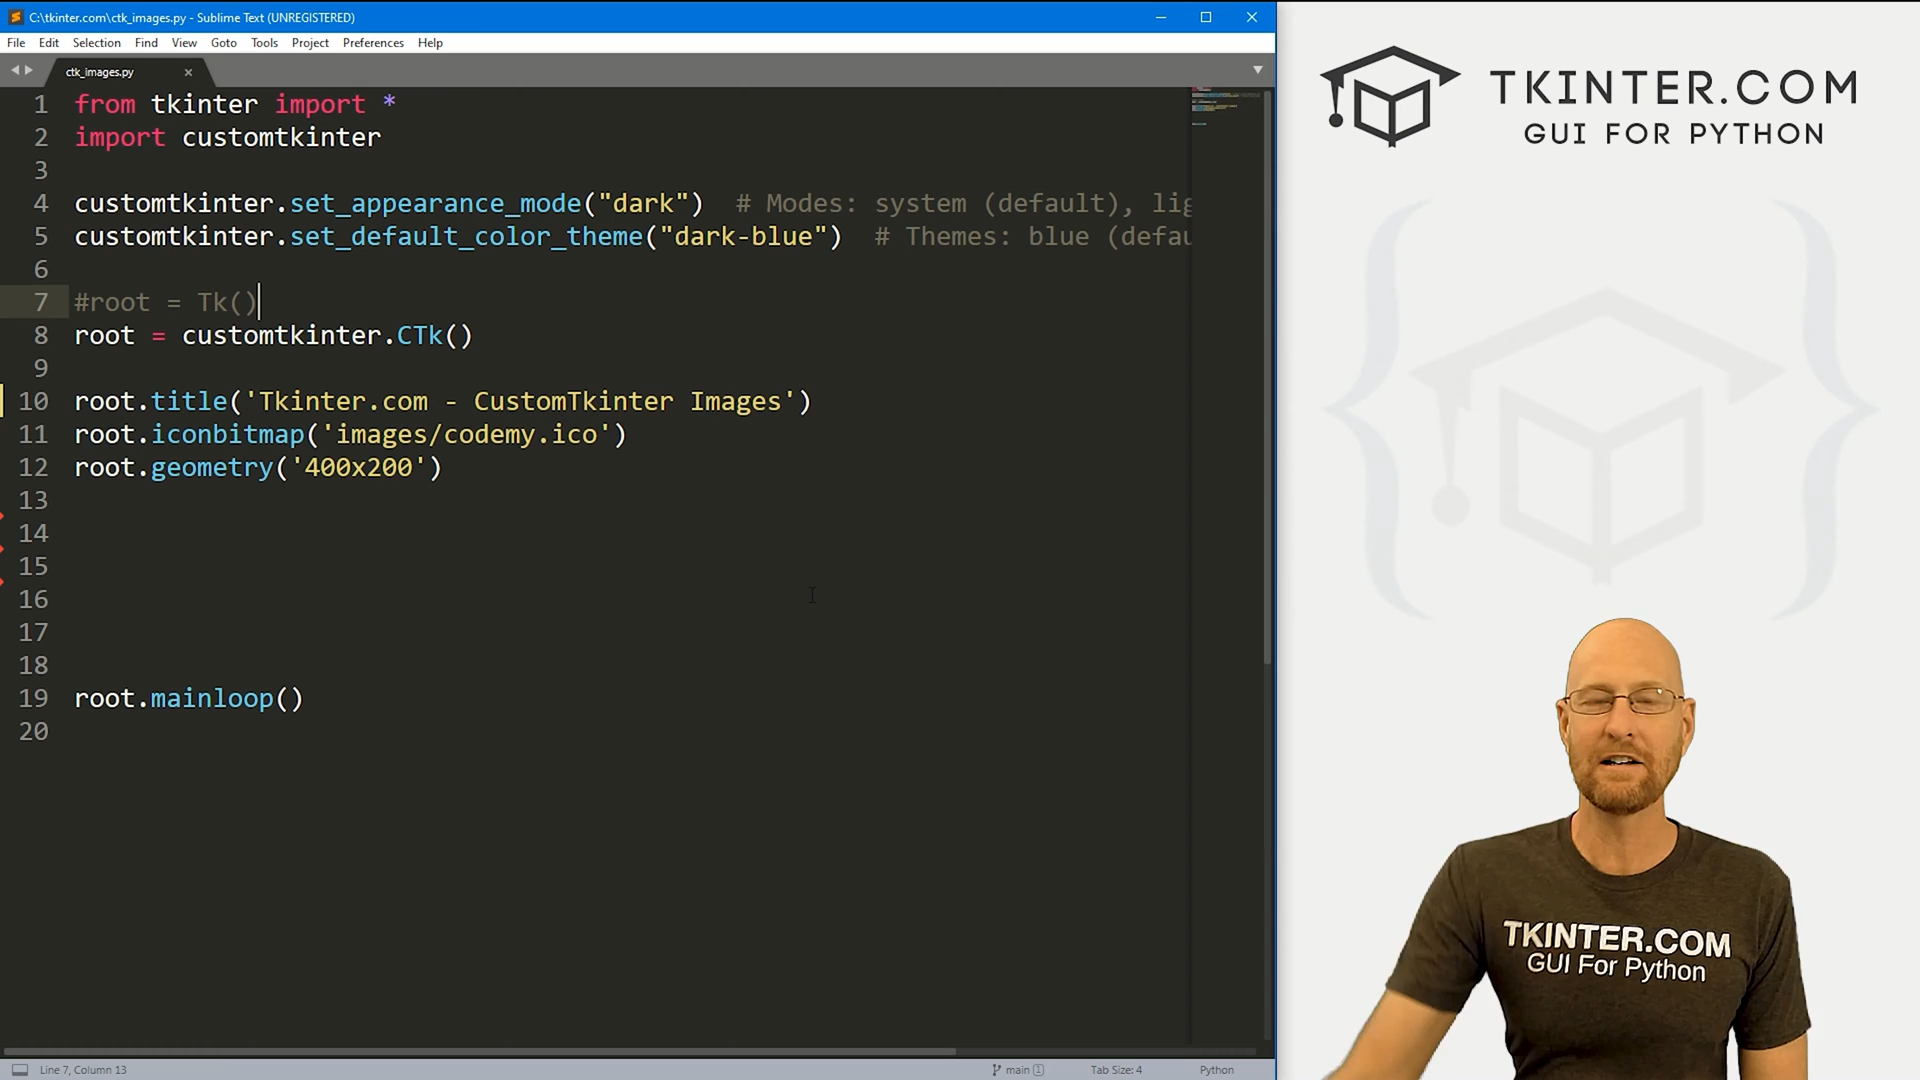 C:\tkinter.com\ctk_images.py - Sublime Text (UNREGISTERED)
File Edit Selection Find View Goto Tools Project Preferences Help
ctk_images.py
1 from tkinter import *
2 import customtkinter
3
4 customtkinter.set_appearance_mode("dark")  # Modes: system (default), lig
5 customtkinter.set_default_color_theme("dark-blue")  # Themes: blue (defau
6
7 #root = Tk()
8 root = customtkinter.CTk()
9
10 root.title('Tkinter.com - CustomTkinter Images')
11 root.iconbitmap('images/codemy.ico')
12 root.geometry('400x200')
13
14
15
16
17
18
19 root.mainloop()
20
Line 7, Column 13
main 1
Tab Size: 4
Python
TKINTER.COM
GUI FOR PYTHON
TKINTER.COM
GUI For Python